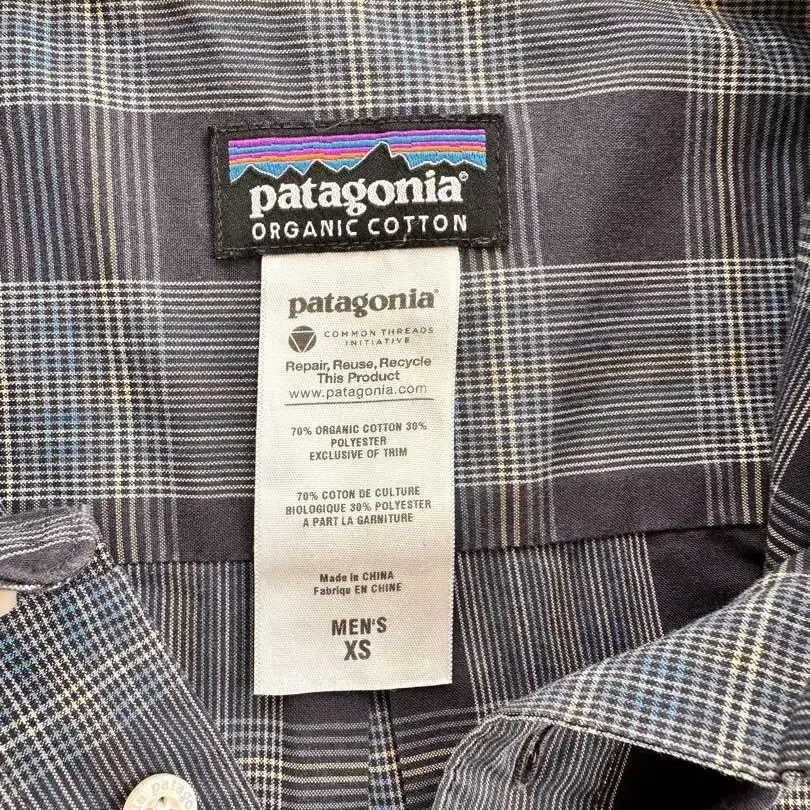 patagonia®
ORGANIC COTTON
patagonia®
COMMON THREADS
INITIATIVE
Repair, Reuse, Recycle
This Product
www.patagonia.com
70% ORGANIC COTTON 30%
POLYESTER
EXCLUSIVE OF TRIM
70% COTON DE CULTURE
BIOLOGIQUE 30% POLYESTER
A PART LA GARNITURE
Made in CHINA
Fabriqu EN CHINE
MEN'S
XS
patago